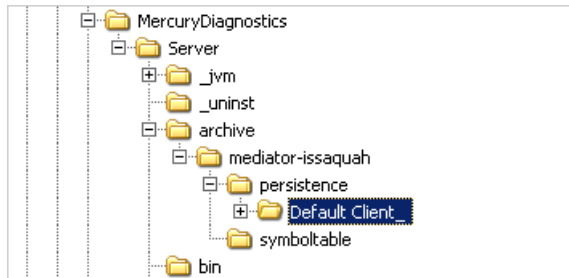 MercuryDiagnostics
Server
_jvm
_uninst
archive
mediator-issaquah
persistence
Default Client_
symboltable
bin